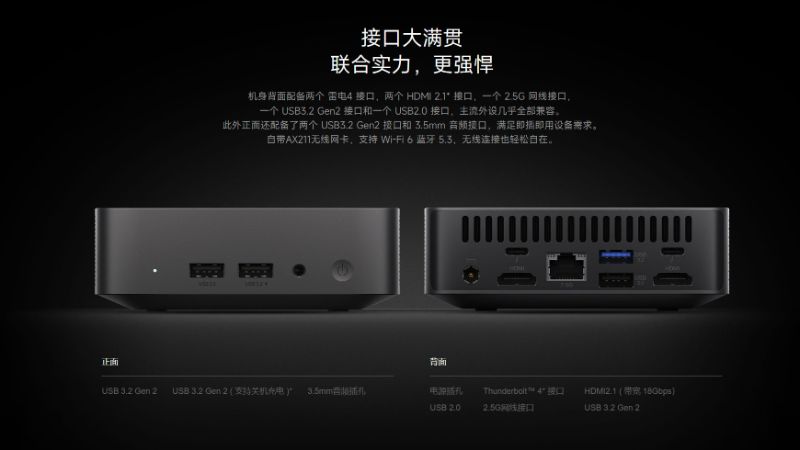 接口大满贯
联合实力，更强悍
机身背面配备两个 雷电4 接口，两个 HDMI 2.1* 接口，一个 2.5G 网线接口，
一个 USB3.2 Gen2 接口和一个 USB2.0 接口，主流外设几乎全部兼容。
此外正面还配备了两个 USB3.2 Gen2 接口和 3.5mm 音频接口，满足即插即用设备需求。
自带AX211无线网卡，支持 Wi-Fi 6 蓝牙 5.3，无线连接也轻松自在。
HDMI
2.5G
HDMI
正面
背面
USB 3.2 Gen 2 USB 3.2 Gen 2 ( 支持关机充电 )* 3.5mm音频插孔
电源插孔 Thunderbolt™ 4* 接口 HDMI2.1 ( 带宽 18Gbps)
USB 2.0 2.5G网线接口 USB 3.2 Gen 2